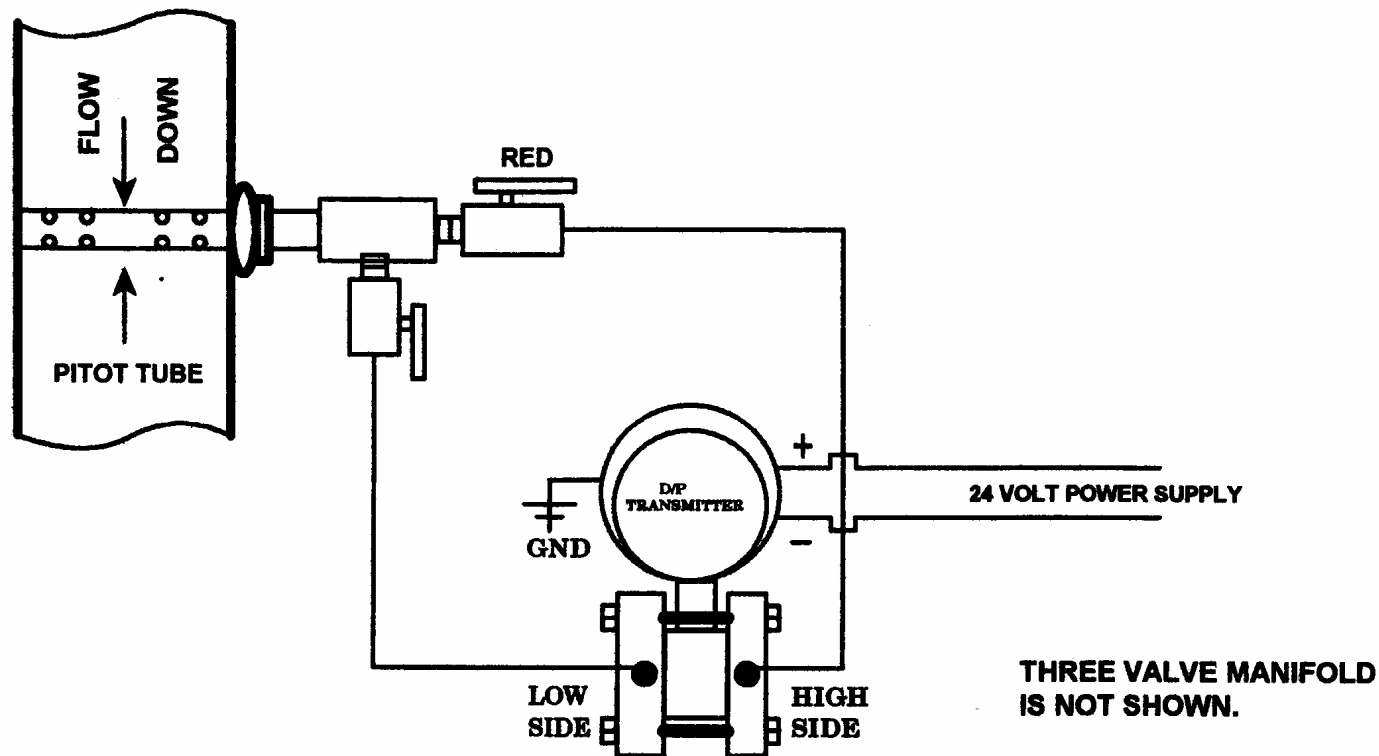 FLOW
DOWN
RED
PITOT TUBE
+
D/P
TRANSMITTER
24 VOLT POWER SUPPLY
GND
−
LOW
SIDE
HIGH
SIDE
THREE VALVE MANIFOLD
IS NOT SHOWN.